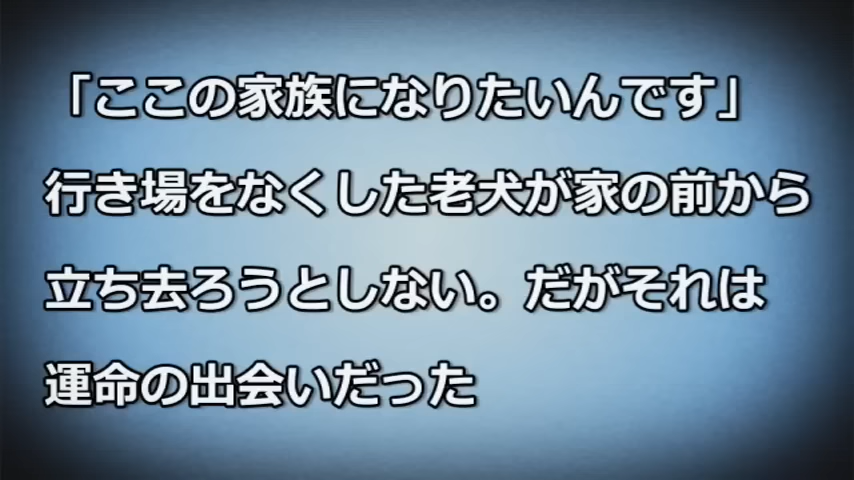 「ここの家族になりたいんです」
行き場をなくした老犬が家の前から
立ち去ろうとしない。だがそれは
運命の出会いだった